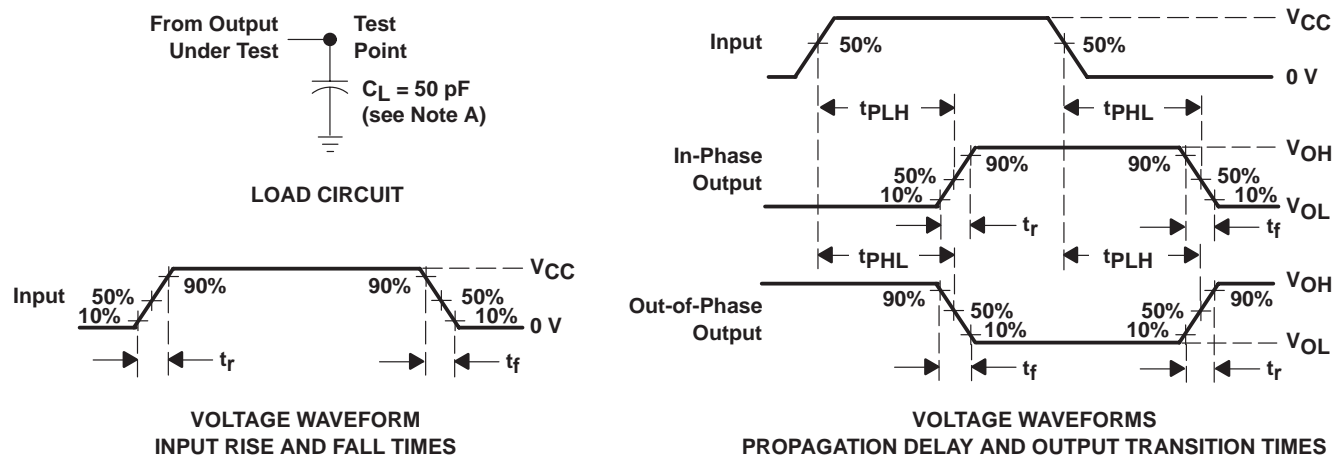 From Output
Under Test
Test
Point
CL = 50 pF
(see Note A)
LOAD CIRCUIT
Input
50%
10%
90%
90%
50%
10%
VCC
0 V
tr
tf
VOLTAGE WAVEFORM
INPUT RISE AND FALL TIMES
Input
50%
50%
VCC
0 V
tPLH
tPHL
In-Phase
Output
50%
10%
90%
90%
50%
10%
VOH
VOL
tr
tf
tPHL
tPLH
Out-of-Phase
Output
90%
50%
10%
50%
10%
90%
VOH
VOL
tf
tr
VOLTAGE WAVEFORMS
PROPAGATION DELAY AND OUTPUT TRANSITION TIMES